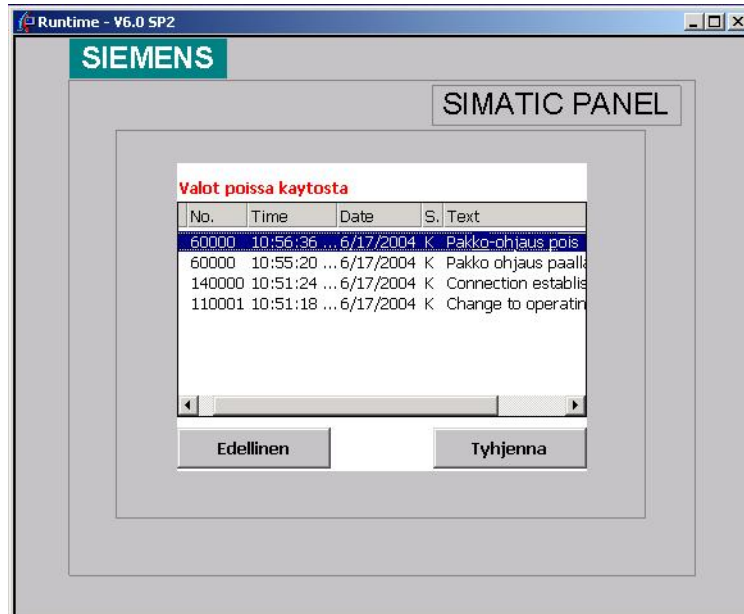 Runtime - V6.0 SP2
SIEMENS
SIMATIC PANEL
Valot poissa kaytosta
No. Time Date S. Text
60000 10:56:36 ... 6/17/2004 K Pakko-ohjaus pois
60000 10:55:20 ... 6/17/2004 K Pakko ohjaus paalla
140000 10:51:24 ... 6/17/2004 K Connection establis
110001 10:51:18 ... 6/17/2004 K Change to operatin
Edellinen Tyhjenna